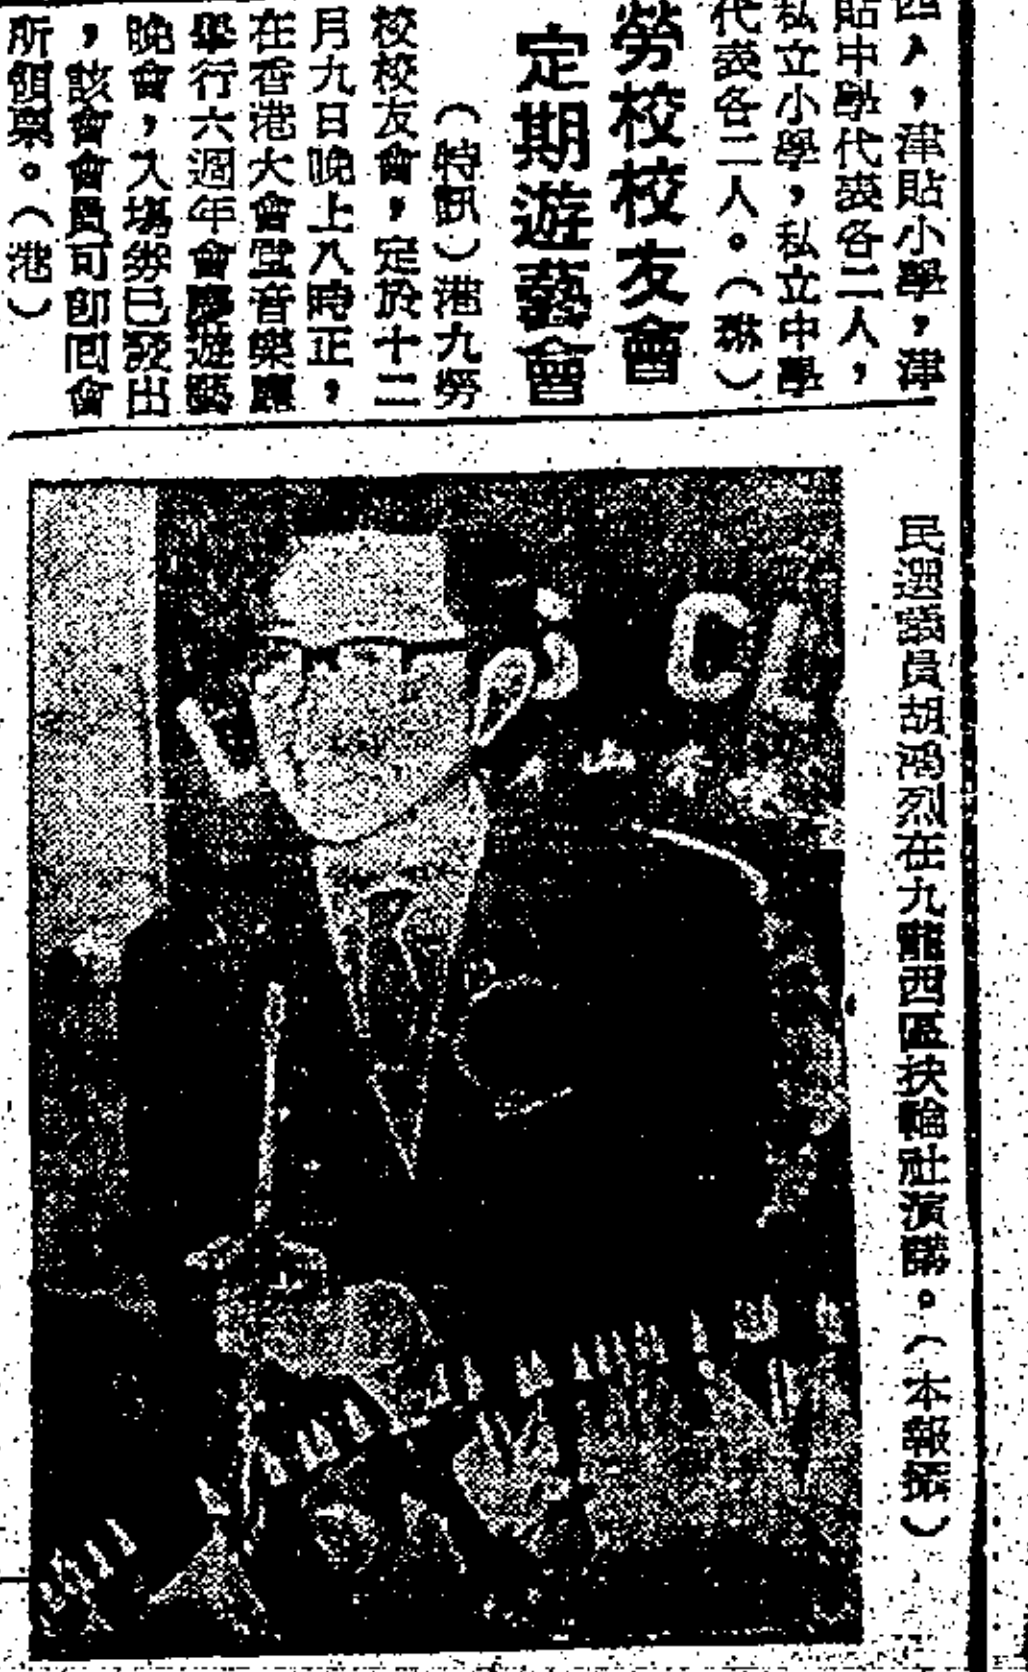 四人，津貼小學，津
貼中學代表各二人，
私立小學，私立中學
代表各二人。（琳）
勞校校友會
定期遊藝會
（特訊）港九勞
校校友會，定於十二
月九日晚上八時正，
在香港大會堂音樂廳
舉行六週年會慶遊藝
晚會，入場券已發出
，該會會員可即回會
所領票。（港）
民選議員胡鴻烈在九龍西區扶輪社演講。（本報攝）
CL